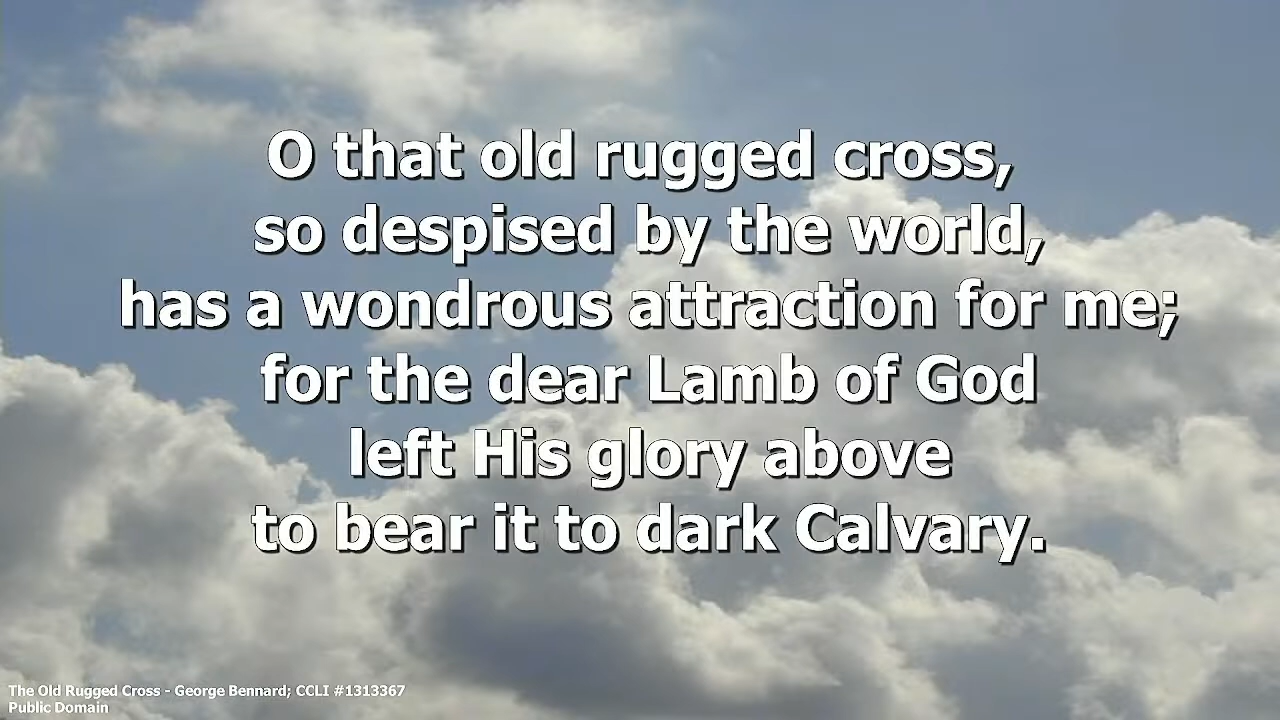 O that old rugged cross,
so despised by the world,
has a wondrous attraction for me;
for the dear Lamb of God
left His glory above
to bear it to dark Calvary.
The Old Rugged Cross - George Bennard; CCLI #1313367
Public Domain